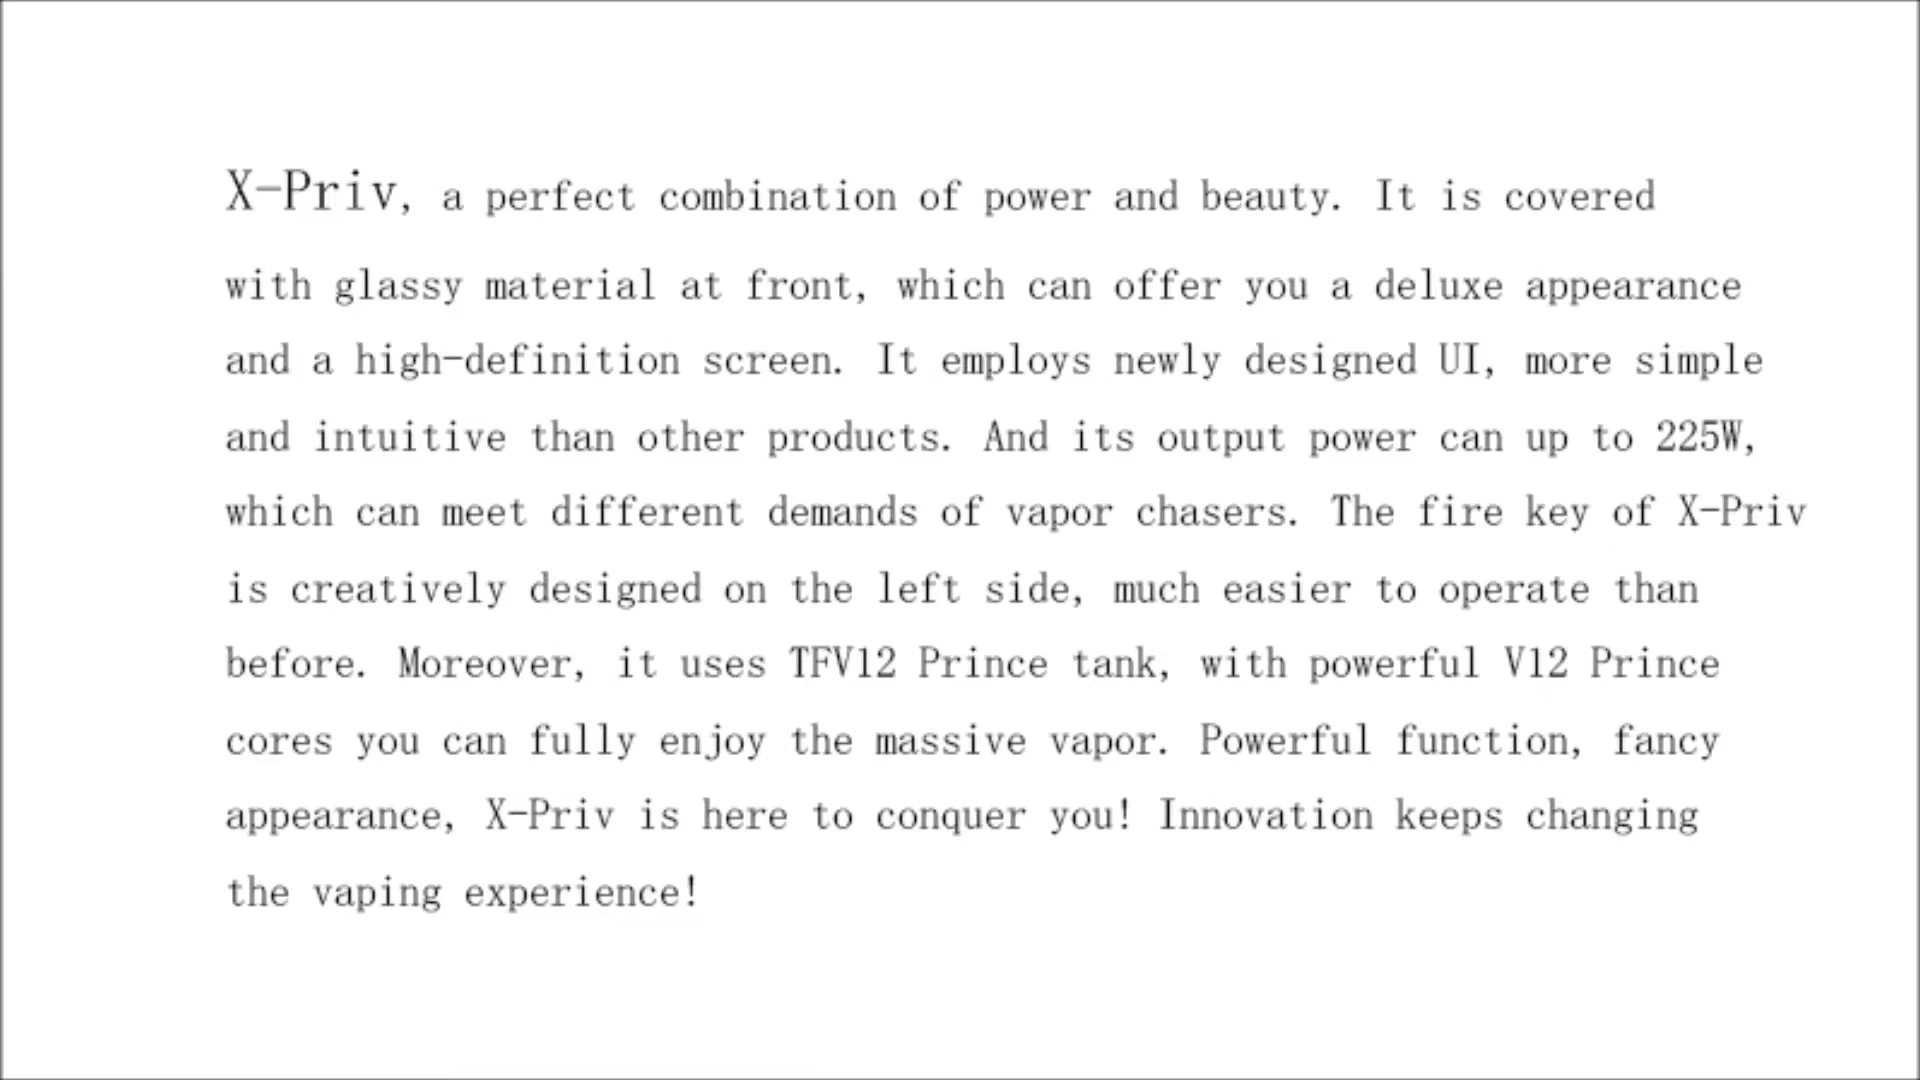 X-Priv, a perfect combination of power and beauty. It is covered
with glassy material at front, which can offer you a deluxe appearance
and a high-definition screen. It employs newly designed UI, more simple
and intuitive than other products. And its output power can up to 225W,
which can meet different demands of vapor chasers. The fire key of X-Priv
is creatively designed on the left side, much easier to operate than
before. Moreover, it uses TFV12 Prince tank, with powerful V12 Prince
cores you can fully enjoy the massive vapor. Powerful function, fancy
appearance, X-Priv is here to conquer you! Innovation keeps changing
the vaping experience!